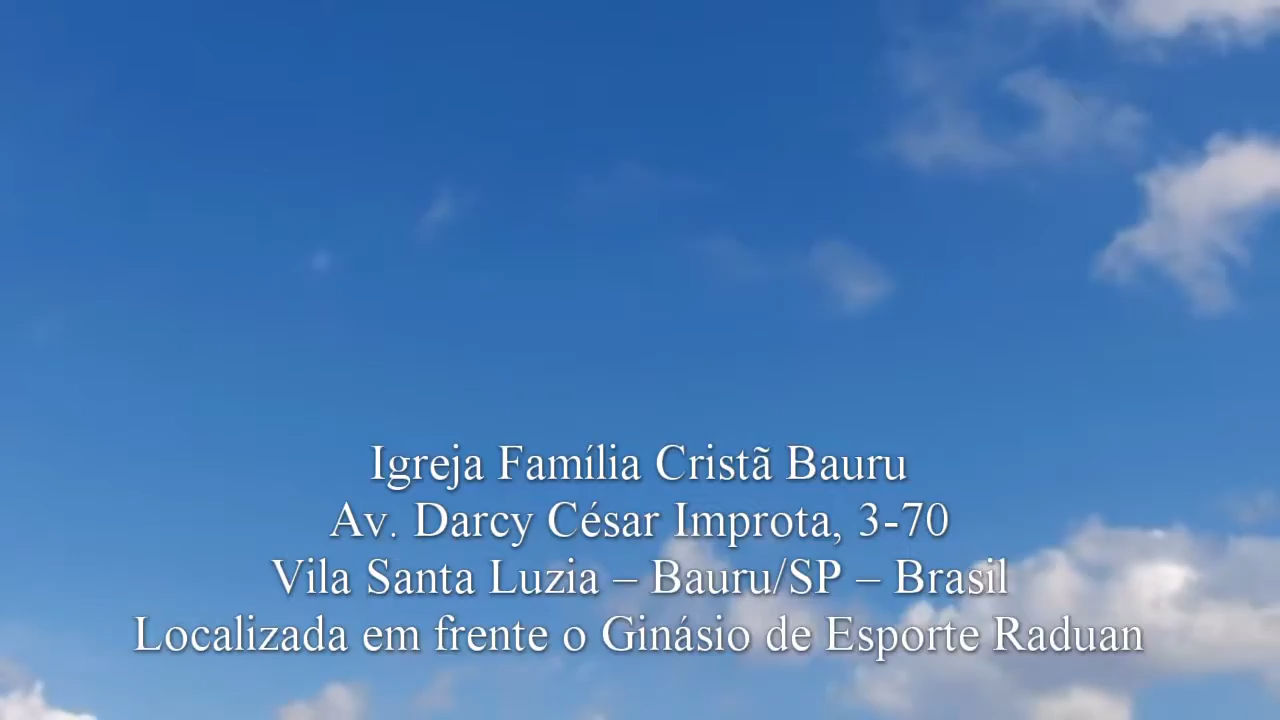 Igreja Família Cristã Bauru
Av. Darcy César Improta, 3-70
Vila Santa Luzia – Bauru/SP – Brasil
Localizada em frente o Ginásio de Esporte Raduan